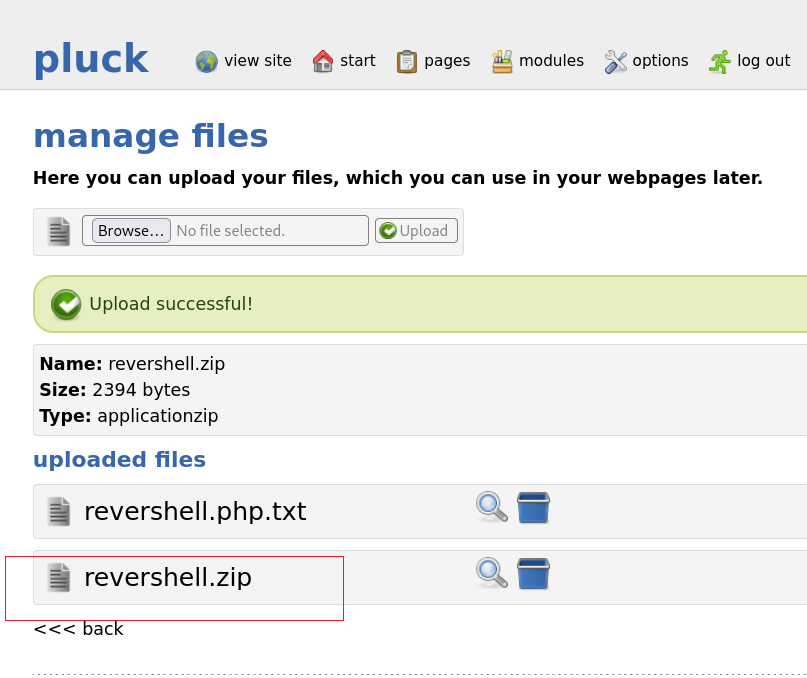 pluck view site start pages modules options log out
manage files
Here you can upload your files, which you can use in your webpages later.
Browse... No file selected. Upload
Upload successful!
Name: revershell.zip
Size: 2394 bytes
Type: applicationzip
uploaded files
revershell.php.txt
revershell.zip
<<< back